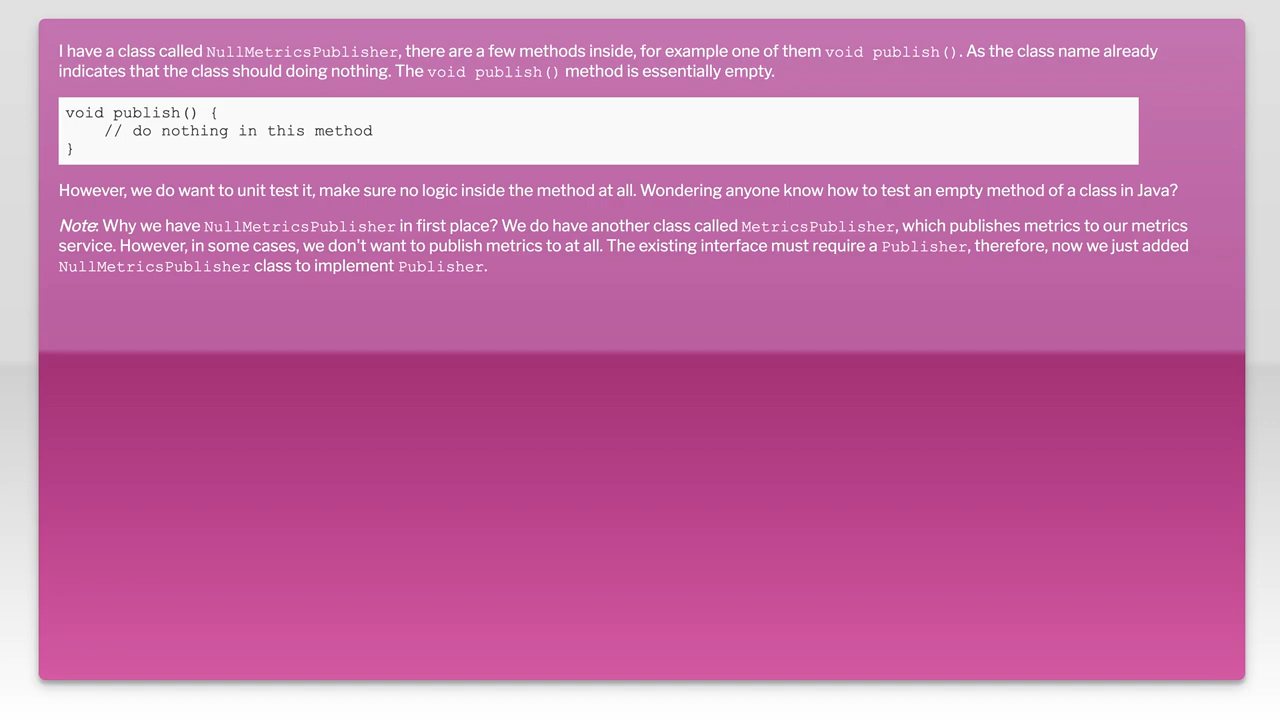 I have a class called NullMetricsPublisher, there are a few methods inside, for example one of them void publish(). As the class name already
indicates that the class should doing nothing. The void publish() method is essentially empty.
void publish() {
    // do nothing in this method
}
However, we do want to unit test it, make sure no logic inside the method at all. Wondering anyone know how to test an empty method of a class in Java?
Note: Why we have NullMetricsPublisher in first place? We do have another class called MetricsPublisher, which publishes metrics to our metrics
service. However, in some cases, we don't want to publish metrics to at all. The existing interface must require a Publisher, therefore, now we just added
NullMetricsPublisher class to implement Publisher.